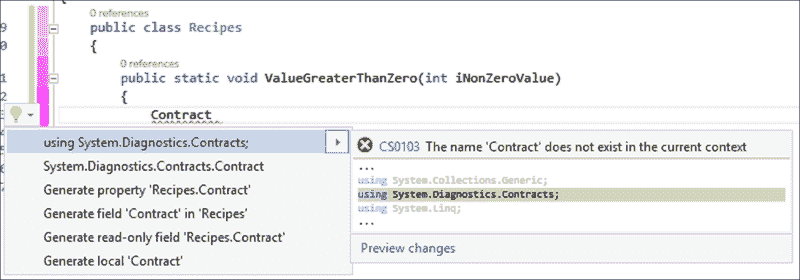 0 references
9 public class Recipes
0 {
0 references
1 public static void ValueGreaterThanZero(int iNonZeroValue)
2 {
Contract
using System.Diagnostics.Contracts;
System.Diagnostics.Contracts.Contract
Generate property 'Recipes.Contract'
Generate field 'Contract' in 'Recipes'
Generate read-only field 'Recipes.Contract'
Generate local 'Contract'
CS0103 The name 'Contract' does not exist in the current context
...
using System.Collections.Generic;
using System.Diagnostics.Contracts;
using System.Linq;
...
Preview changes